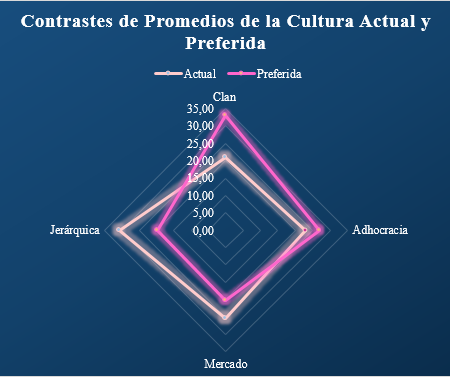 Contrastes de Promedios de la Cultura Actual y
Preferida
Actual Preferida
Clan
35,00
30,00
25,00
20,00
15,00
10,00
5,00
0,00
Jerárquica
Adhocracia
Mercado